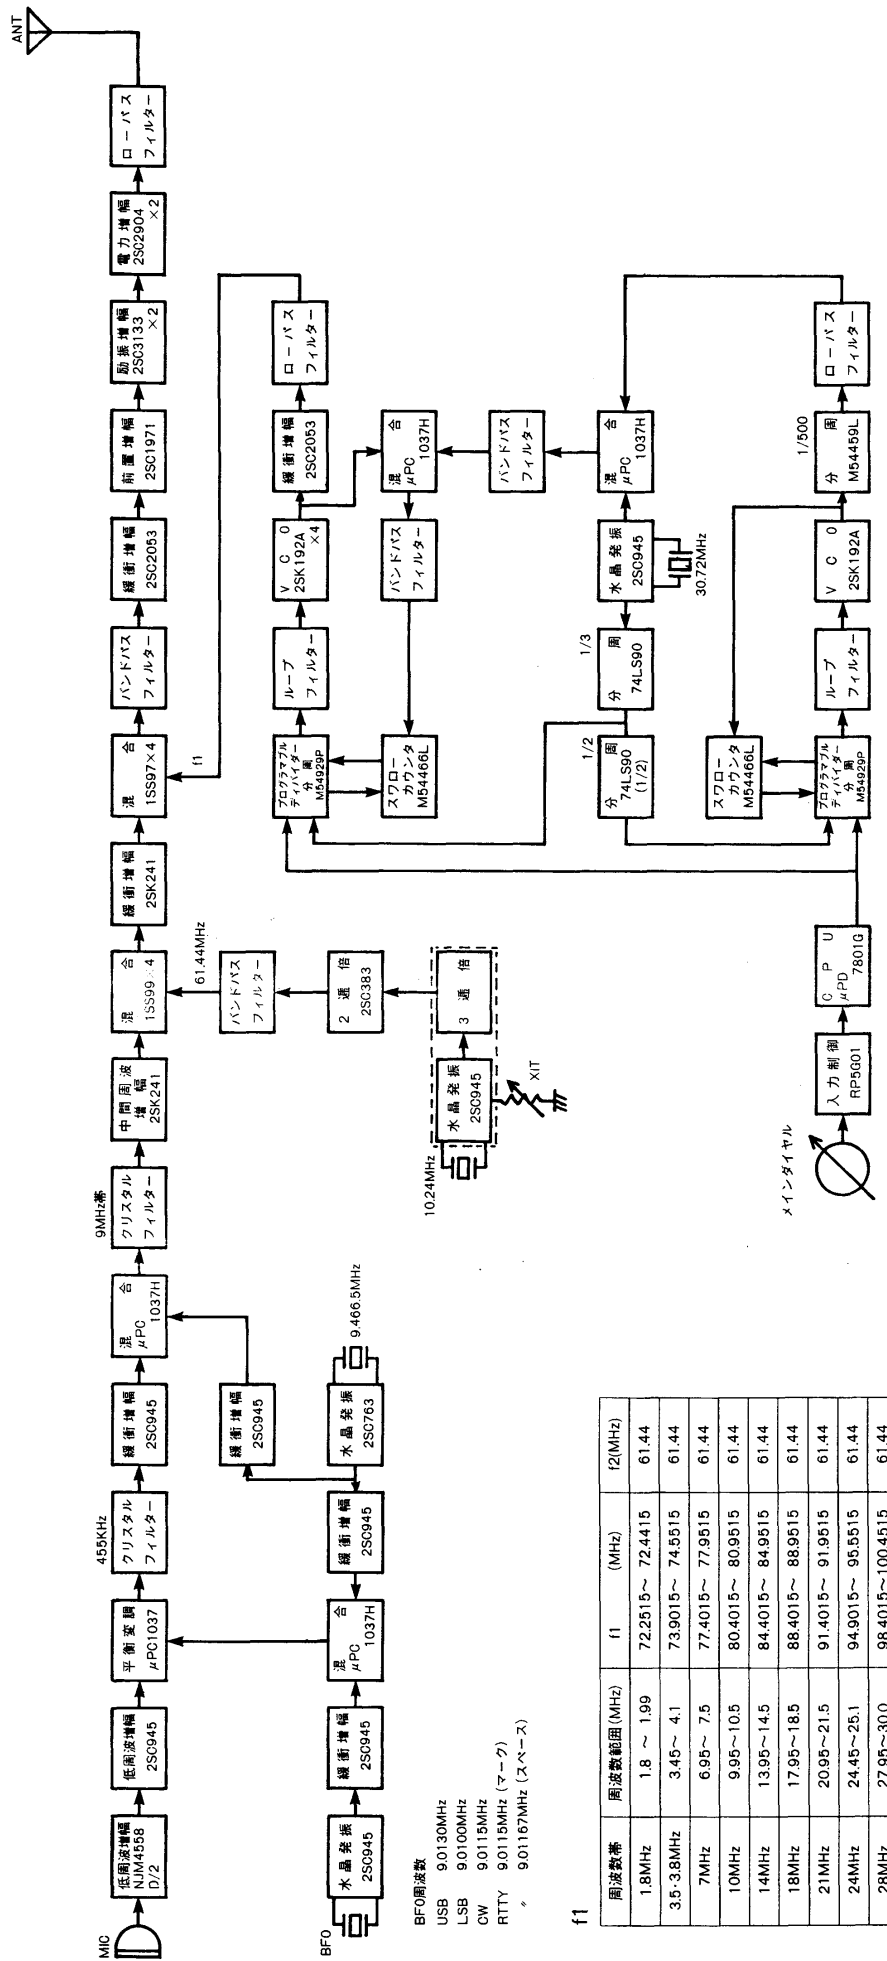 MIC
低周波増幅
NJM4558
D/2
低周波増幅
2SC945
平衡変調
μPC1037
455KHz
クリスタル
フィルター
緩衝増幅
2SC945
混合
μPC
1037H
9MHz帯
クリスタル
フィルター
中間周波
増幅
2SK241
混合
1SS99×4
緩衝増幅
2SK241
混合
1SS97×4
バンドパス
フィルター
緩衝増幅
2SC2053
前置増幅
2SC1971
励振増幅
2SC3133
×2
電力増幅
2SC2904
×2
ローパス
フィルター
ANT
BFO
水晶発振
2SC945
緩衝増幅
2SC945
混合
μPC
1037H
緩衝増幅
2SC945
水晶発振
2SC763
9.466.5MHz
緩衝増幅
2SC945
61.44MHz
バンドパス
フィルター
2逓倍
2SC383
3逓倍
水晶発振
2SC945
10.24MHz
XIT
f1
プログラマブル
ディバイダー
分周
M54929P
ループ
フィルター
VCO
2SK192A
×4
緩衝増幅
2SC2053
ローパス
フィルター
スワロー
カウンタ
M54466L
バンドパス
フィルター
混合
μPC
1037H
バンドパス
フィルター
1/2
分周
74LS90
(1/2)
1/3
分周
74LS90
水晶発振
2SC945
30.72MHz
混合
μPC
1037H
スワロー
カウンタ
M54466L
メインダイヤル
入力制御
RP5G01
CPU
μPD
7801G
プログラマブル
ディバイダー
分周
M54929P
ループ
フィルター
VCO
2SK192A
1/500
分周
M54459L
ローパス
フィルター
BFO周波数
USB 9.0130MHz
LSB 9.0100MHz
CW 9.0115MHz
RTTY 9.0115MHz (マーク)
〃 9.01167MHz (スペース)
f1
周波数帯 周波数範囲(MHz) f1 (MHz) f2(MHz)
1.8MHz 1.8 ～ 1.99 72.2515～ 72.4415 61.44
3.5･3.8MHz 3.45～ 4.1 73.9015～ 74.5515 61.44
7MHz 6.95～ 7.5 77.4015～ 77.9515 61.44
10MHz 9.95～10.5 80.4015～ 80.9515 61.44
14MHz 13.95～14.5 84.4015～ 84.9515 61.44
18MHz 17.95～18.5 88.4015～ 88.9515 61.44
21MHz 20.95～21.5 91.4015～ 91.9515 61.44
24MHz 24.45～25.1 94.9015～ 95.5515 61.44
28MHz 27.95～30.0 98.4015～100.4515 61.44